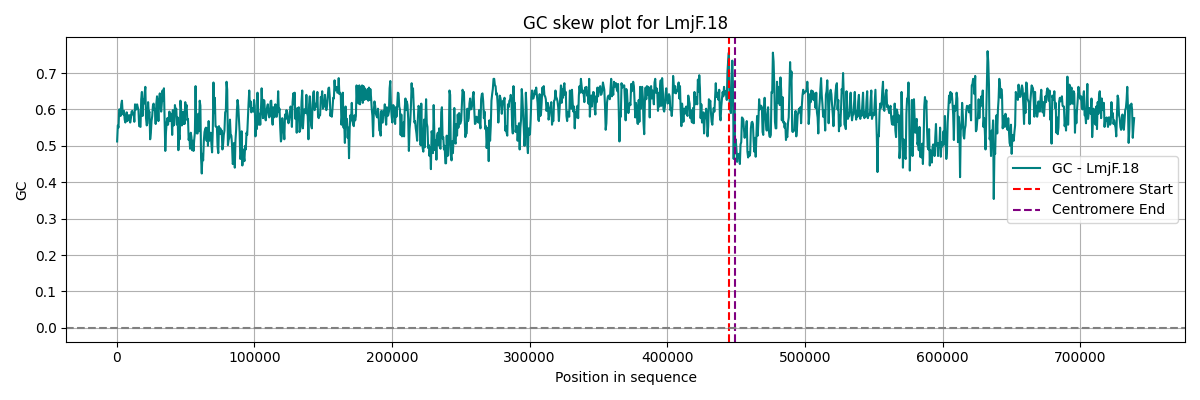 GC skew plot for LmjF.18
GC
0.7
0.6
0.5
0.4
0.3
0.2
0.1
0.0
GC - LmjF.18
Centromere Start
Centromere End
0 100000 200000 300000 400000 500000 600000 700000
Position in sequence